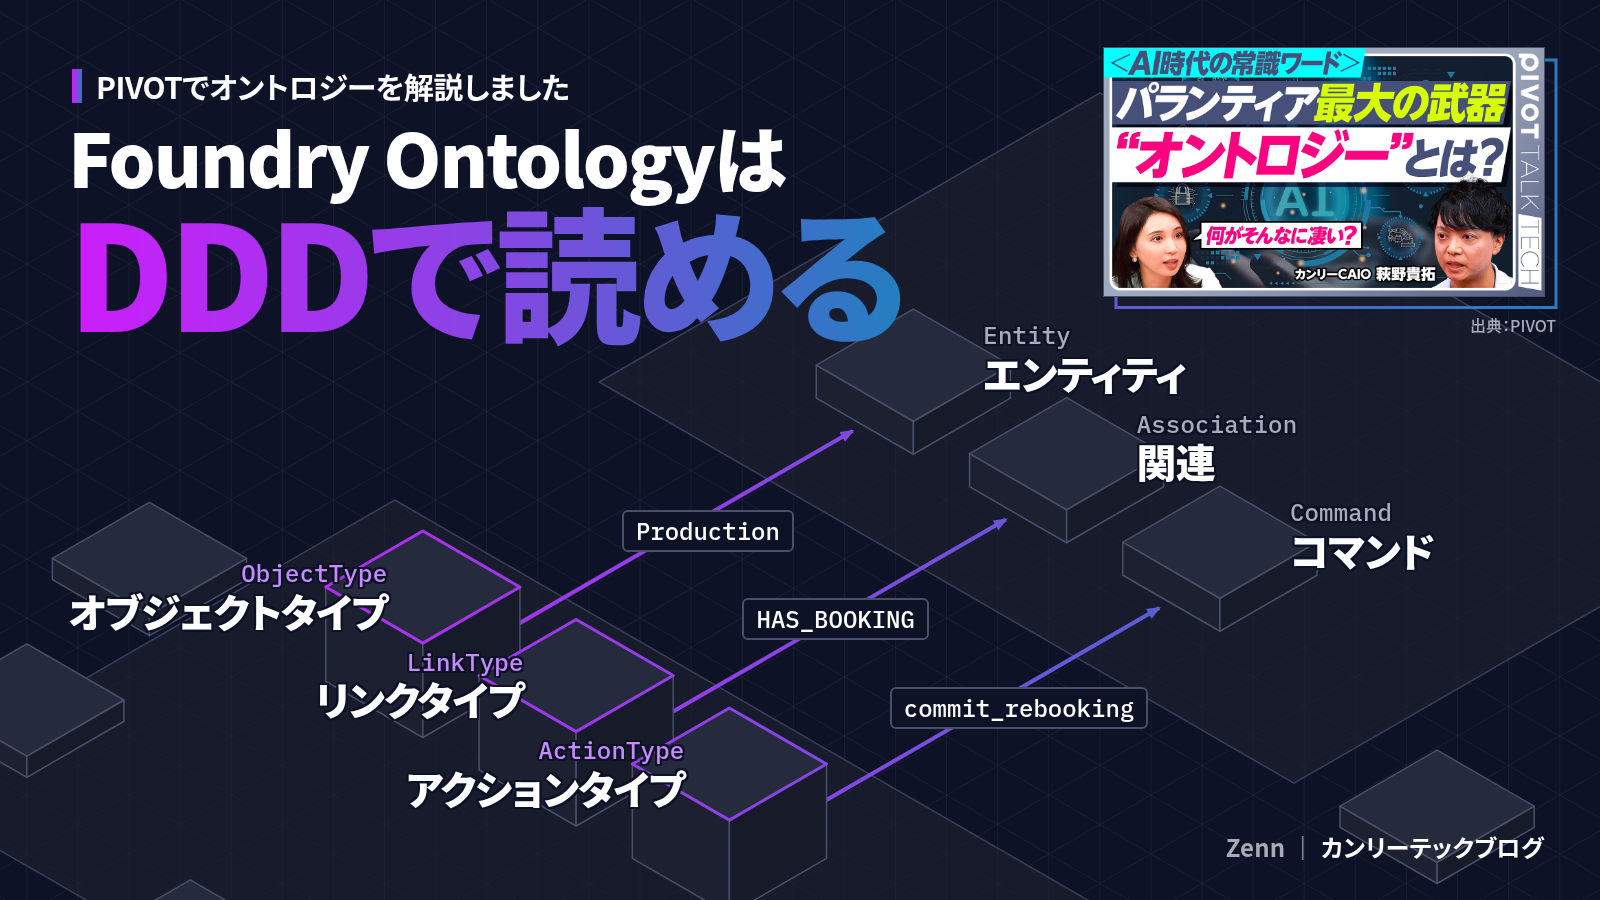 PIVOTでオントロジーを解説しました
Foundry Ontologyは
DDDで読める
＜AI時代の常識ワード＞
パランティア最大の武器
“オントロジー”とは?
AI
何がそんなに凄い?
カンリーCAIO 萩野貴拓
PIVOT TALK TECH
出典：PIVOT
Entity
エンティティ
Association
関連
Command
コマンド
Production
HAS_BOOKING
commit_rebooking
ObjectType
オブジェクトタイプ
LinkType
リンクタイプ
ActionType
アクションタイプ
Zenn | カンリーテックブログ